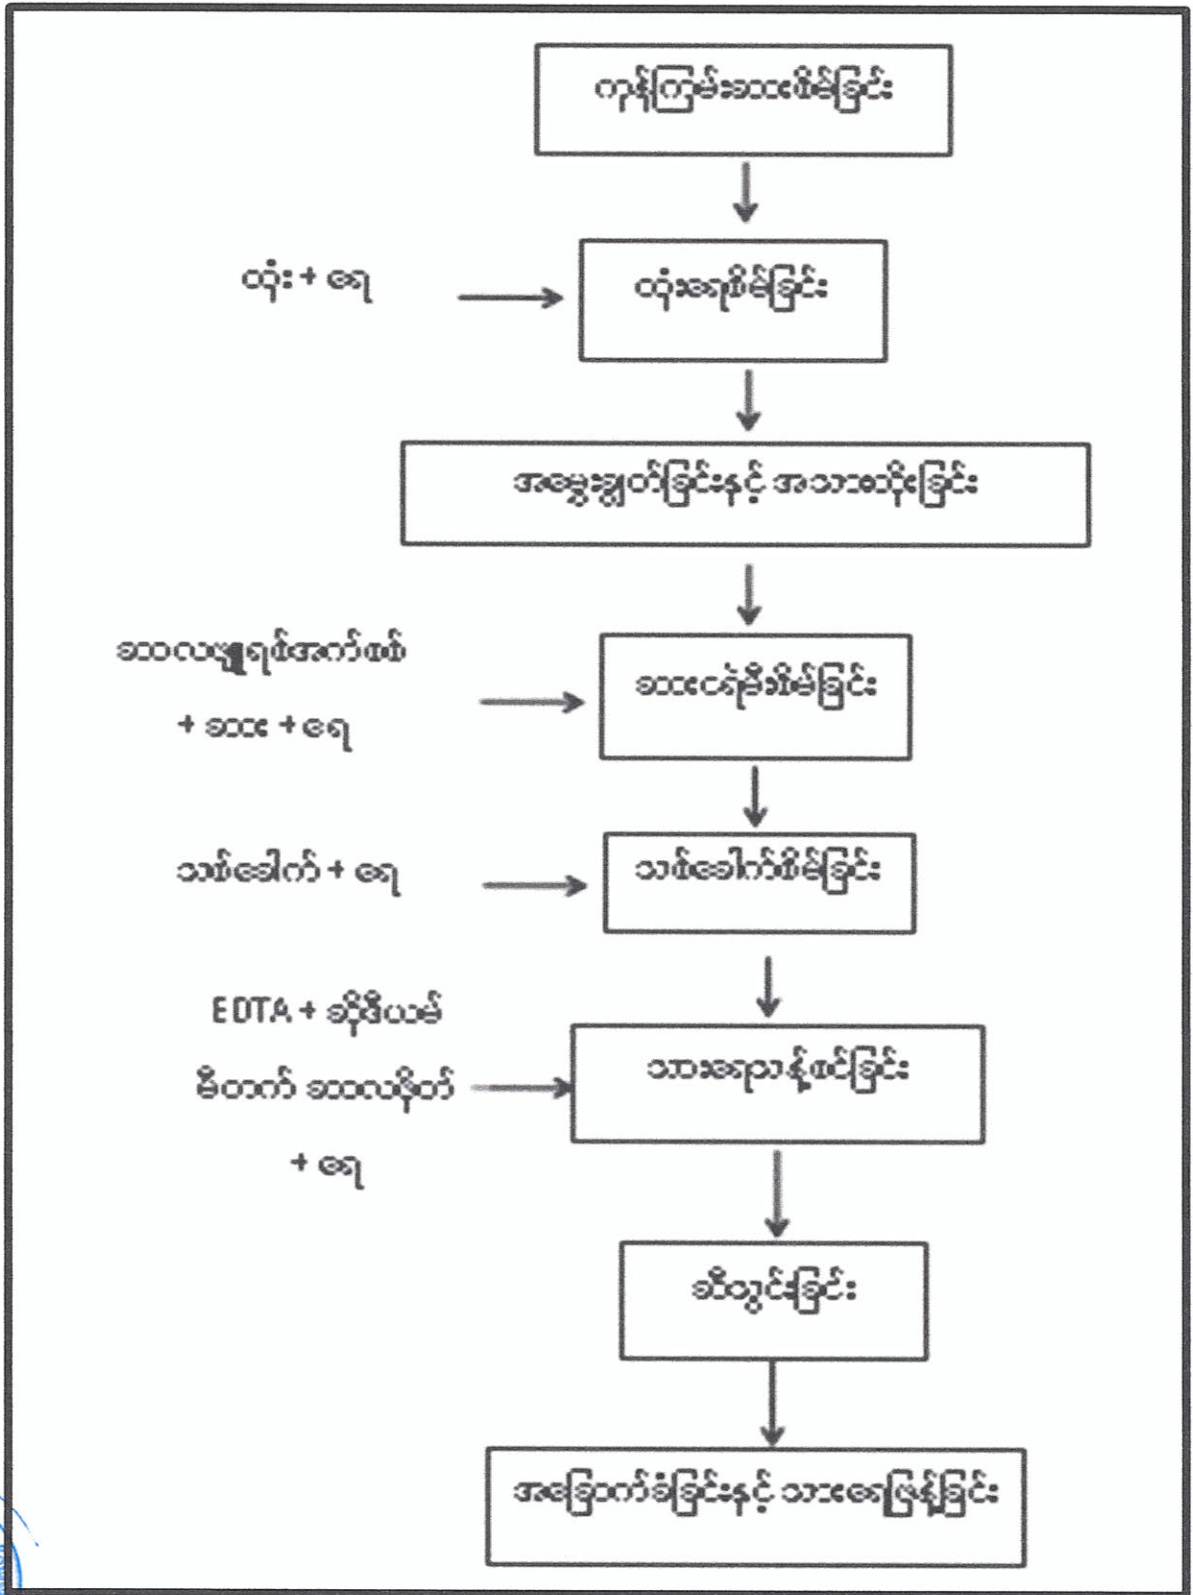 ကုန်ကြမ်းဆားစိမ်ခြင်း
ထုံး + ရေ
ထုံးရေစိမ်ခြင်း
အမွှေးချွတ်ခြင်းနှင့် အသားလိုးခြင်း
ဆာလဖျူရစ်အက်စစ်
+ ဆား + ရေ
ဆားငရဲမီးစိမ်ခြင်း
သစ်ခေါက် + ရေ
သစ်ခေါက်စိမ်ခြင်း
EDTA + ဆိုဒီယမ်
မီတက် ဆာလဖိုတ်
+ ရေ
သားရေသန့်စင်ခြင်း
ဆီသွင်းခြင်း
အခြောက်ခံခြင်းနှင့် သားရေဖြန့်ခြင်း